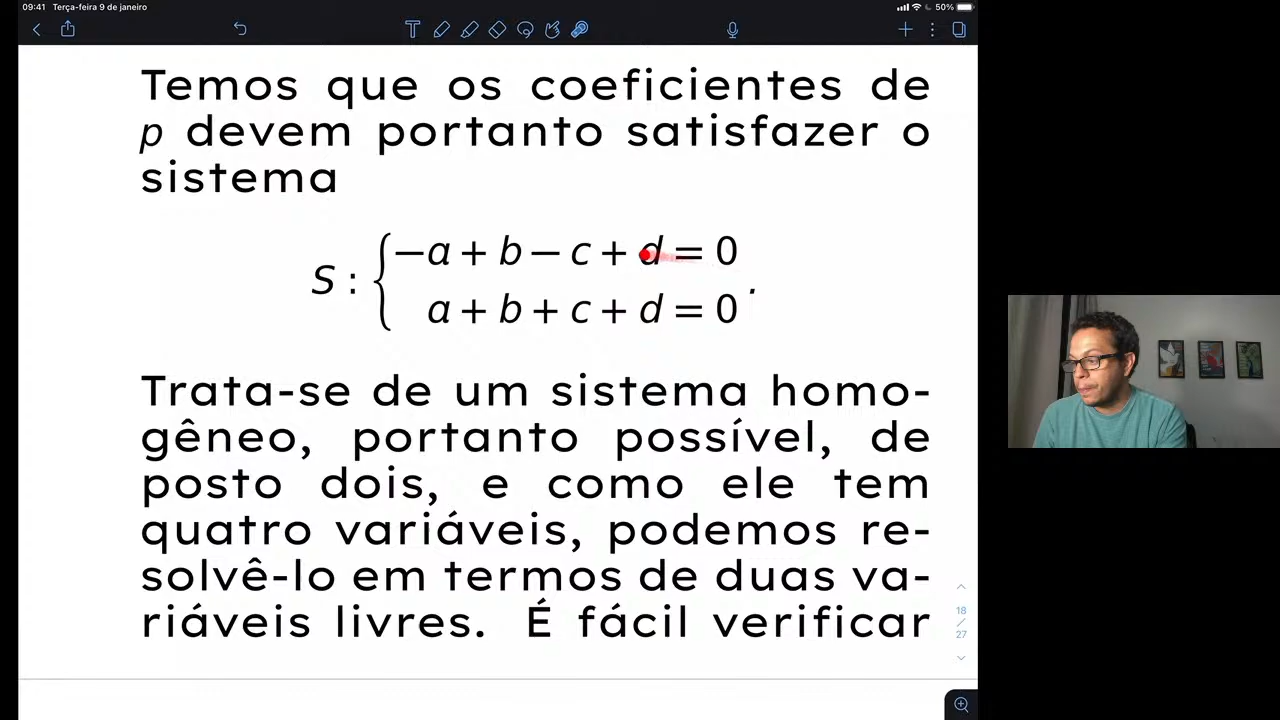 09:41 Terça-feira 9 de janeiro
50%
Temos que os coeficientes de
p devem portanto satisfazer o
sistema
S : { −a + b − c + d = 0
a + b + c + d = 0 .
Trata-se de um sistema homo-
gêneo, portanto possível, de
posto dois, e como ele tem
quatro variáveis, podemos re-
solvê-lo em termos de duas va-
riáveis livres. É fácil verificar
18
/
27